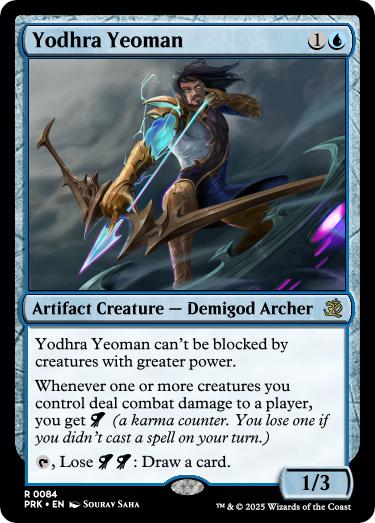 Yodhra Yeoman 1
Artifact Creature — Demigod Archer
Yodhra Yeoman can't be blocked by
creatures with greater power.
Whenever one or more creatures you
control deal combat damage to a player,
you get (a karma counter. You lose one if
you didn't cast a spell on your turn.)
, Lose : Draw a card.
1/3
R 0084
PRK • EN Souray Saha
™ & © 2025 Wizards of the Coast